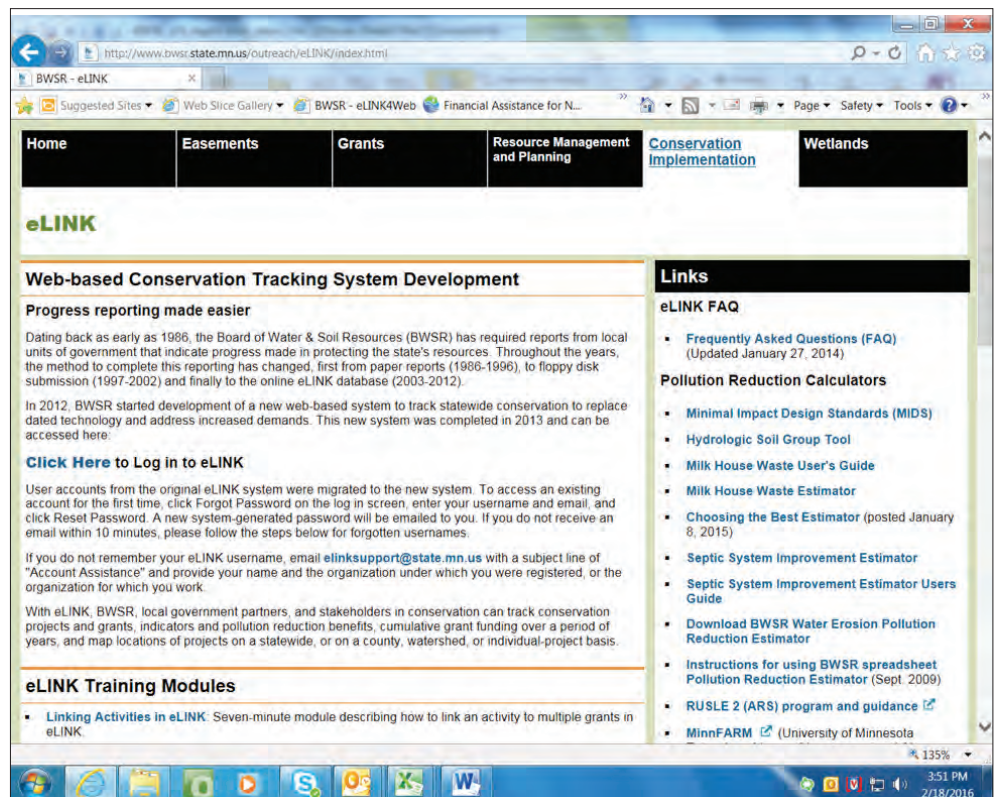 http://www.bwsr.state.mn.us/outreach/eLINK/index.html
BWSR - eLINK
Suggested Sites
Web Slice Gallery
BWSR - eLINK4Web
Financial Assistance for N...
Page
Safety
Tools
Home
Easements
Grants
Resource Management
and Planning
Conservation
Implementation
Wetlands
eLINK
Web-based Conservation Tracking System Development
Progress reporting made easier
Dating back as early as 1986, the Board of Water & Soil Resources (BWSR) has required reports from local
units of government that indicate progress made in protecting the state's resources. Throughout the years,
the method to complete this reporting has changed, first from paper reports (1986-1996), to floppy disk
submission (1997-2002) and finally to the online eLINK database (2003-2012).
In 2012, BWSR started development of a new web-based system to track statewide conservation to replace
dated technology and address increased demands. This new system was completed in 2013 and can be
accessed here:
Click Here to Log in to eLINK
User accounts from the original eLINK system were migrated to the new system. To access an existing
account for the first time, click Forgot Password on the log in screen, enter your username and email, and
click Reset Password. A new system-generated password will be emailed to you. If you do not receive an
email within 10 minutes, please follow the steps below for forgotten usernames.
If you do not remember your eLINK username, email elinksupport@state.mn.us with a subject line of
"Account Assistance" and provide your name and the organization under which you were registered, or the
organization for which you work.
With eLINK, BWSR, local government partners, and stakeholders in conservation can track conservation
projects and grants, indicators and pollution reduction benefits, cumulative grant funding over a period of
years, and map locations of projects on a statewide, or on a county, watershed, or individual-project basis.
eLINK Training Modules
Linking Activities in eLINK: Seven-minute module describing how to link an activity to multiple grants in
eLINK.
Links
eLINK FAQ
Frequently Asked Questions (FAQ)
(Updated January 27, 2014)
Pollution Reduction Calculators
Minimal Impact Design Standards (MIDS)
Hydrologic Soil Group Tool
Milk House Waste User's Guide
Milk House Waste Estimator
Choosing the Best Estimator (posted January
8, 2015)
Septic System Improvement Estimator
Septic System Improvement Estimator Users
Guide
Download BWSR Water Erosion Pollution
Reduction Estimator
Instructions for using BWSR spreadsheet
Pollution Reduction Estimator (Sept. 2009)
RUSLE 2 (ARS) program and guidance
MinnFARM (University of Minnesota
135%
3:51 PM
2/18/2016